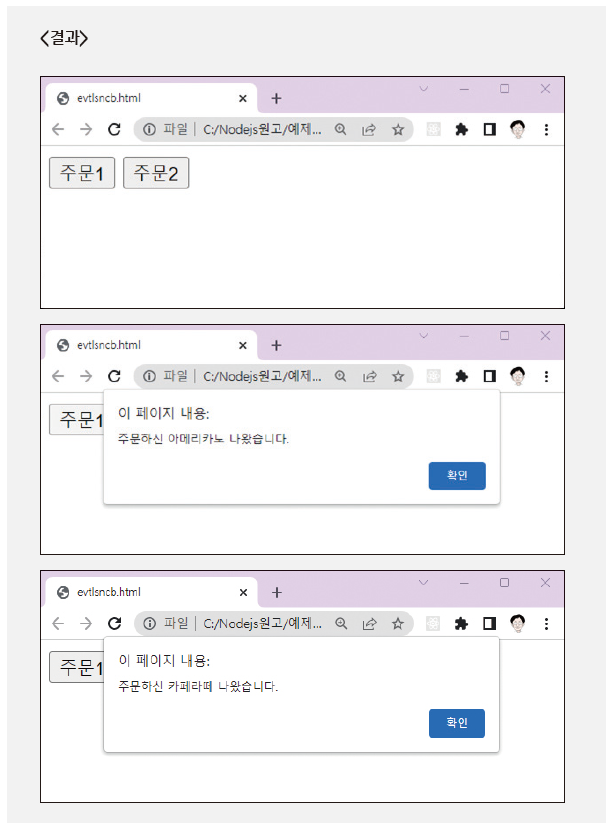 <결과>
evtlsncb.html
파일 C:/Nodejs원고/예제...
주문1 주문2
evtlsncb.html
파일 C:/Nodejs원고/예제...
주문1
이 페이지 내용:
주문하신 아메리카노 나왔습니다.
확인
evtlsncb.html
파일 C:/Nodejs원고/예제...
주문1
이 페이지 내용:
주문하신 카페라떼 나왔습니다.
확인